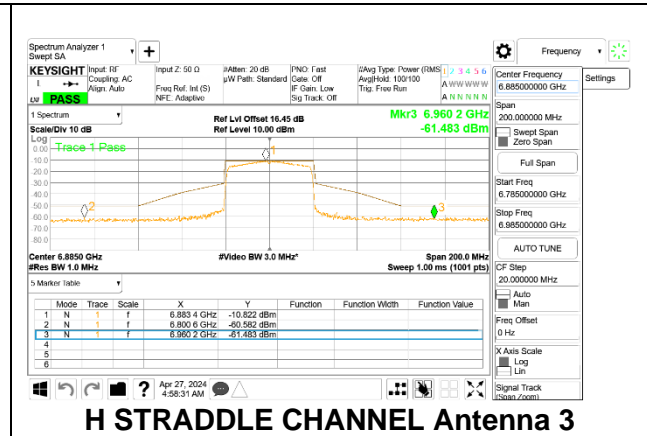 Spectrum Analyzer 1
Swept SA
Frequency
KEYSIGHT
Input: RF
Coupling: AC
Align: Auto
Input Z: 50 Ω
Freq Ref: Int (S)
NFE: Adaptive
#Atten: 20 dB
µW Path: Standard
PNO: Fast
Gate: Off
IF Gain: Low
Sig Track: Off
#Avg Type: Power (RMS
Avg|Hold: 100/100
Trig: Free Run
1 2 3 4 5 6
A W W W W W
A N N N N N
PASS
Settings
1 Spectrum
Scale/Div 10 dB
Ref Lvl Offset 16.45 dB
Ref Level 10.00 dBm
Mkr3 6.960 2 GHz
-61.483 dBm
Log
Trace 1 Pass
0.00
-10.0
-20.0
-30.0
-40.0
-50.0
-60.0
-70.0
-80.0
1
2
3
Center 6.8850 GHz
#Res BW 1.0 MHz
#Video BW 3.0 MHz*
Span 200.0 MHz
Sweep 1.00 ms (1001 pts)
5 Marker Table
Mode Trace Scale X Y Function Function Width Function Value
1 N 1 f 6.883 4 GHz -10.822 dBm
2 N 1 f 6.800 6 GHz -60.582 dBm
3 N 1 f 6.960 2 GHz -61.483 dBm
4
5
6
Center Frequency
6.885000000 GHz
Span
200.000000 MHz
Swept Span
Zero Span
Full Span
Start Freq
6.785000000 GHz
Stop Freq
6.985000000 GHz
AUTO TUNE
CF Step
20.000000 MHz
Auto
Man
Freq Offset
0 Hz
X Axis Scale
Log
Lin
Signal Track
(Span Zoom)
?
Apr 27, 2024
4:58:31 AM
H STRADDLE CHANNEL Antenna 3